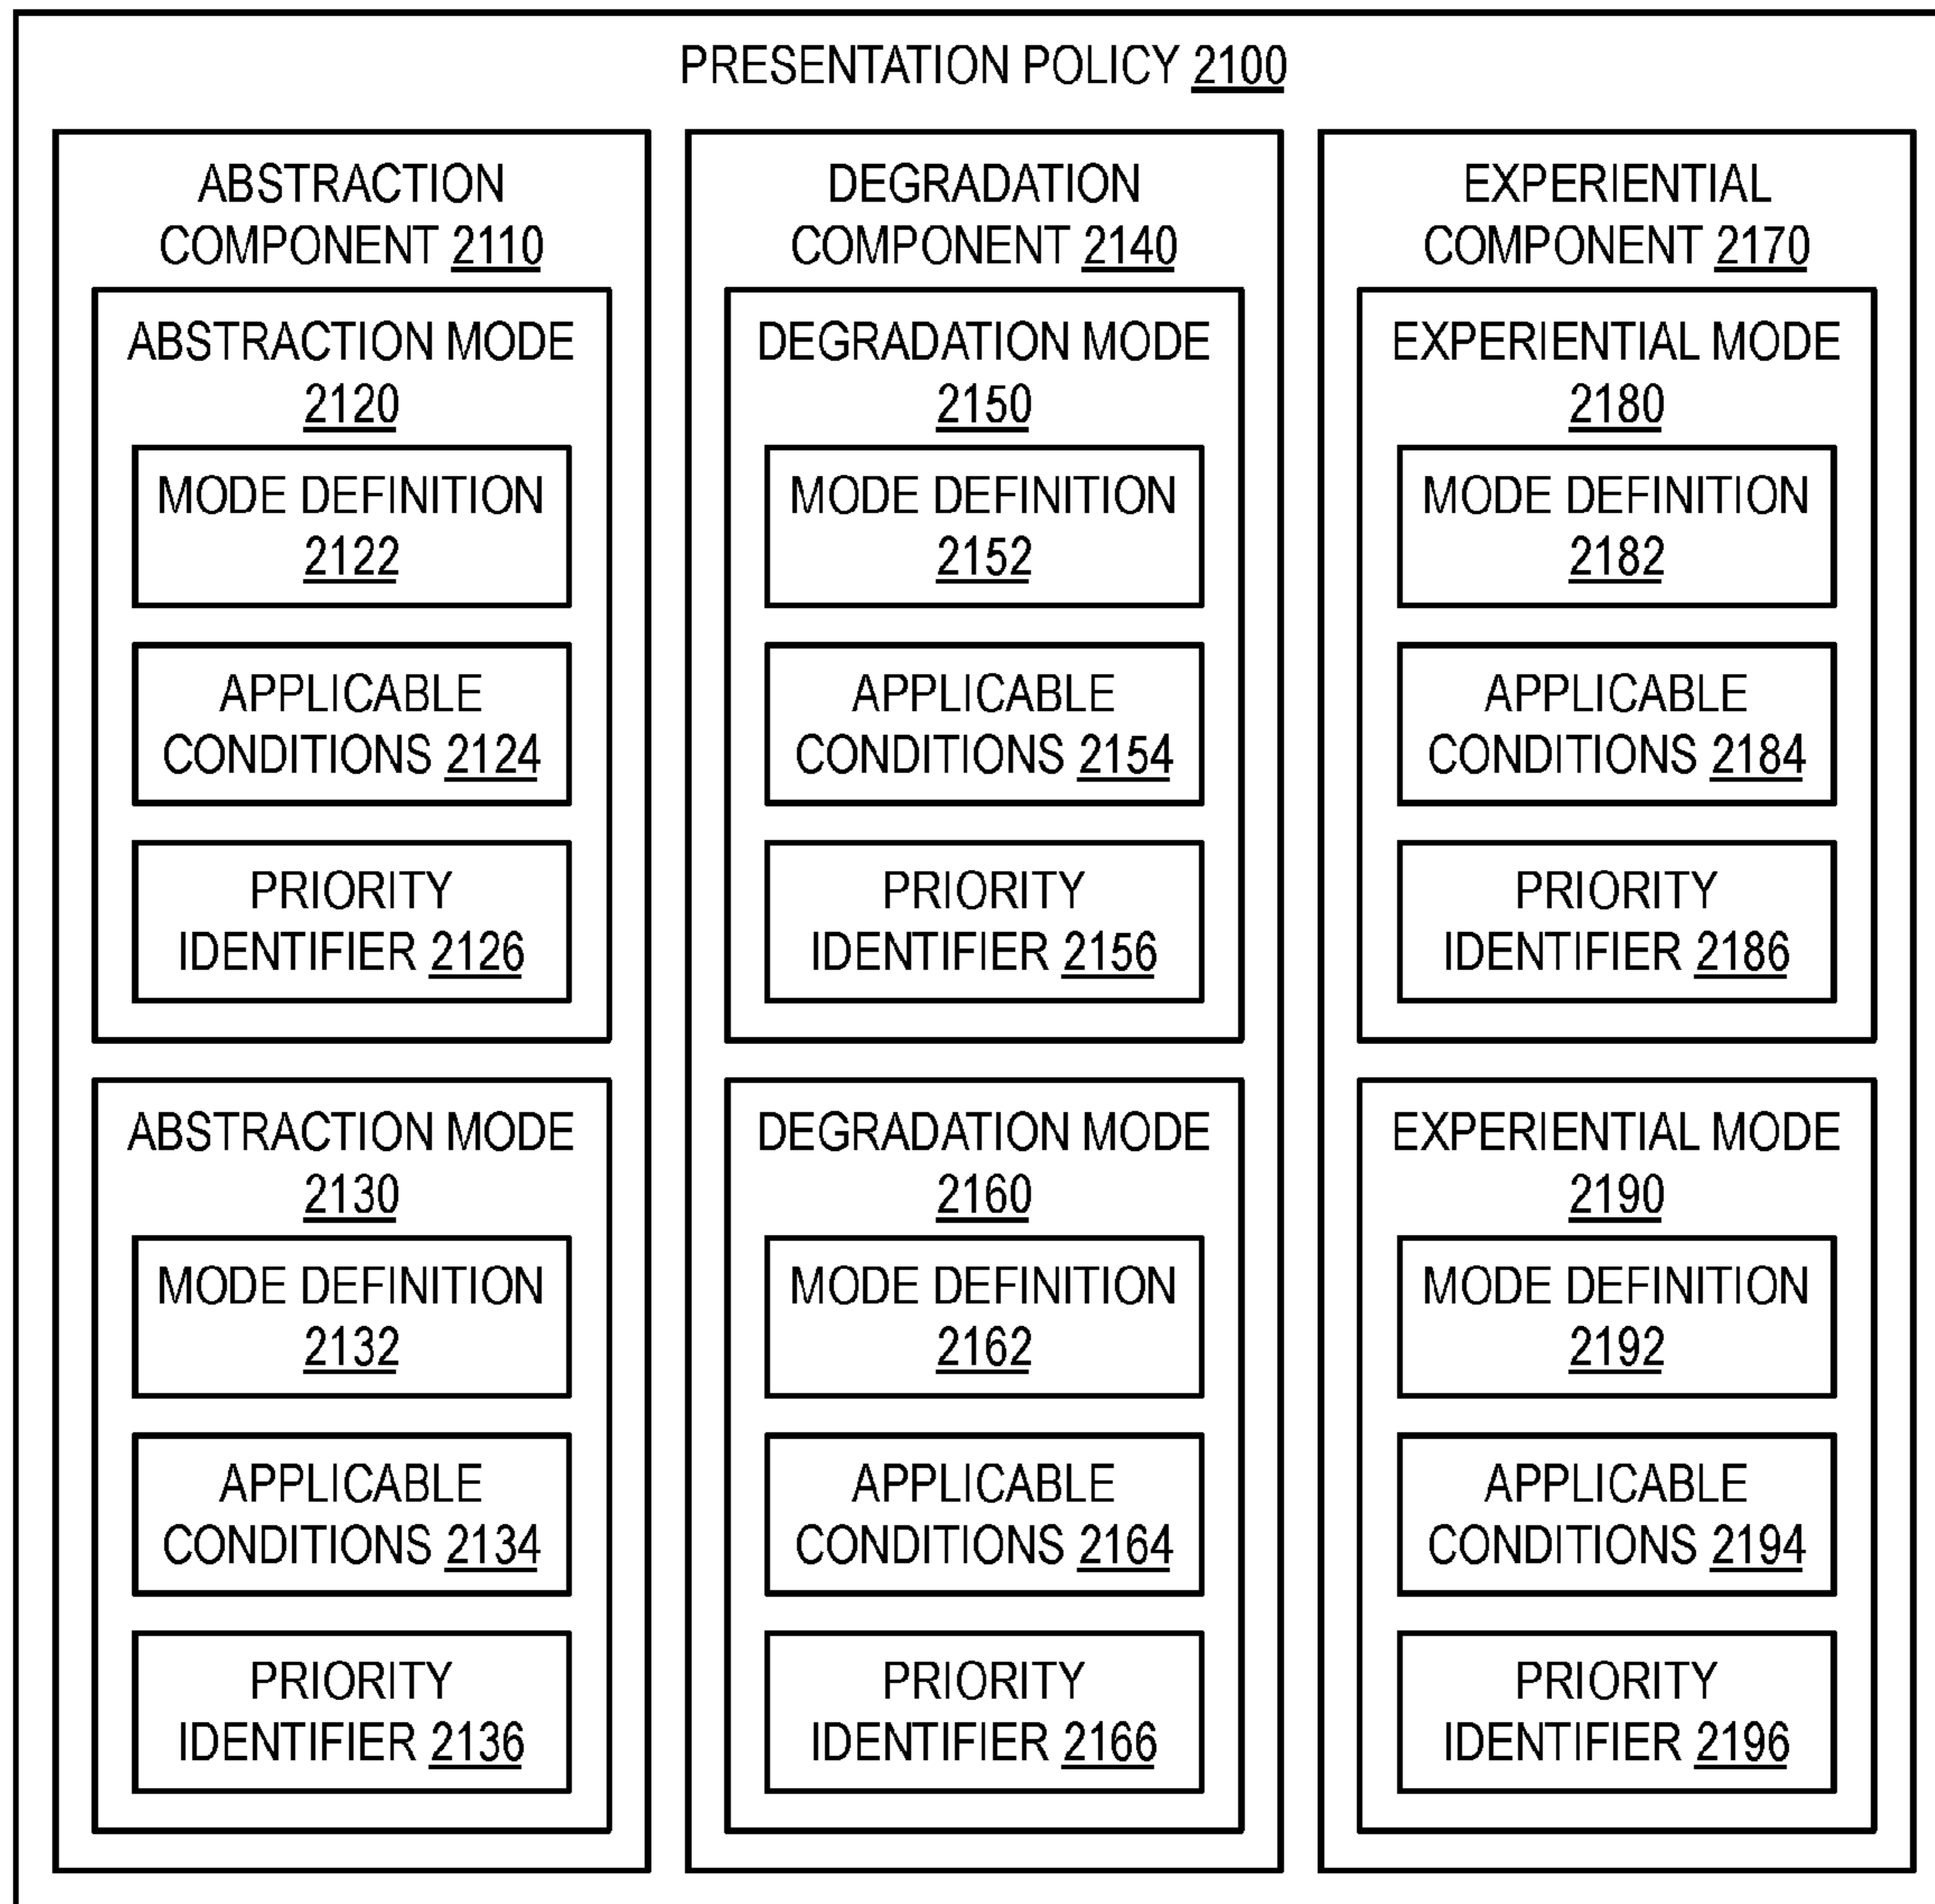 PRESENTATION POLICY 2100
ABSTRACTION
COMPONENT 2110
ABSTRACTION MODE
2120
MODE DEFINITION
2122
APPLICABLE
CONDITIONS 2124
PRIORITY
IDENTIFIER 2126
ABSTRACTION MODE
2130
MODE DEFINITION
2132
APPLICABLE
CONDITIONS 2134
PRIORITY
IDENTIFIER 2136
DEGRADATION
COMPONENT 2140
DEGRADATION MODE
2150
MODE DEFINITION
2152
APPLICABLE
CONDITIONS 2154
PRIORITY
IDENTIFIER 2156
DEGRADATION MODE
2160
MODE DEFINITION
2162
APPLICABLE
CONDITIONS 2164
PRIORITY
IDENTIFIER 2166
EXPERIENTIAL
COMPONENT 2170
EXPERIENTIAL MODE
2180
MODE DEFINITION
2182
APPLICABLE
CONDITIONS 2184
PRIORITY
IDENTIFIER 2186
EXPERIENTIAL MODE
2190
MODE DEFINITION
2192
APPLICABLE
CONDITIONS 2194
PRIORITY
IDENTIFIER 2196